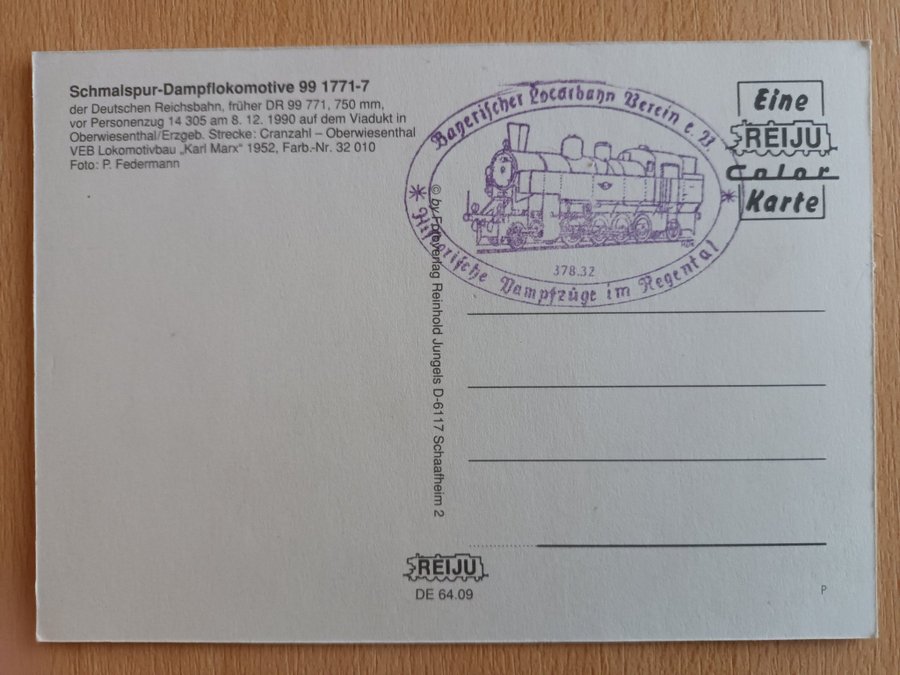 Schmalspur-Dampflokomotive 99 1771-7
der Deutschen Reichsbahn, früher DR 99 771, 750 mm,
vor Personenzug 14 305 am 8. 12. 1990 auf dem Viadukt in
Oberwiesenthal/Erzgeb. Strecke: Cranzahl – Oberwiesenthal
VEB Lokomotivbau „Karl Marx" 1952, Farb.-Nr. 32 010
Foto: P. Federmann
Bayerischer Localbahn Verein e. V
378.32
Historische Dampfzüge im Regental
Eine
REIJU
Color
Karte
© by Fotoverlag Reinhold Jungels D-6117 Schaafheim 2
REIJU
DE 64.09
P